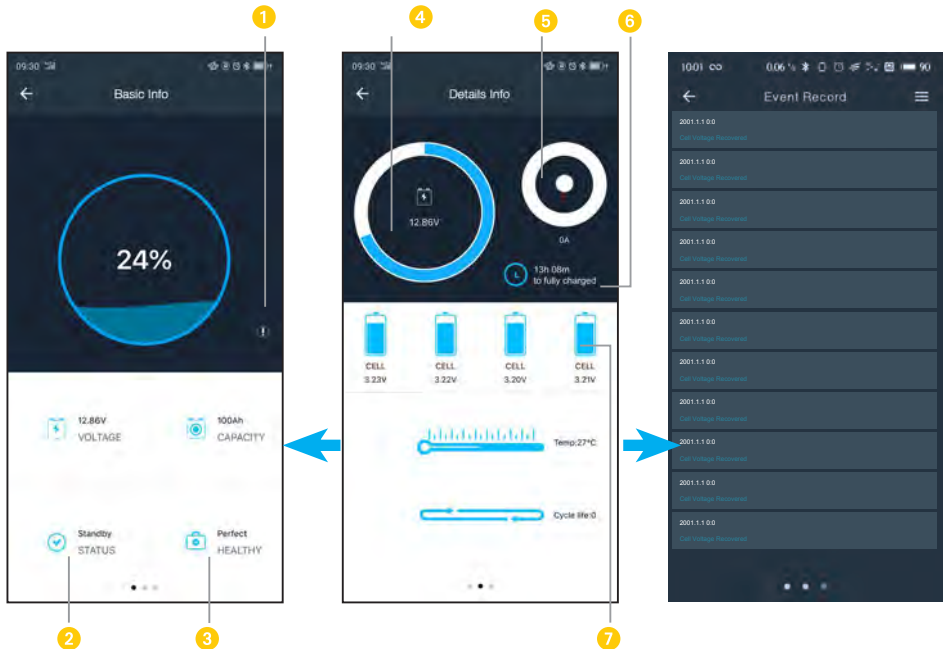 1
4
5
6
09:30
Basic Info
24%
12.86V
VOLTAGE
100Ah
CAPACITY
Standby
STATUS
Perfect
HEALTHY
2
3
09:30
Details Info
12.86V
0A
13h 08m
to fully charged
CELL
3.23V
CELL
3.22V
CELL
3.20V
CELL
3.21V
Temp:27°C
Cycle life:0
7
10:01
0.06
90
Event Record
2001.1.1 0:0
Cell Voltage Recovered
2001.1.1 0:0
Cell Voltage Recovered
2001.1.1 0:0
Cell Voltage Recovered
2001.1.1 0:0
Cell Voltage Recovered
2001.1.1 0:0
Cell Voltage Recovered
2001.1.1 0:0
Cell Voltage Recovered
2001.1.1 0:0
Cell Voltage Recovered
2001.1.1 0:0
Cell Voltage Recovered
2001.1.1 0:0
Cell Voltage Recovered
2001.1.1 0:0
Cell Voltage Recovered
2001.1.1 0:0
Cell Voltage Recovered